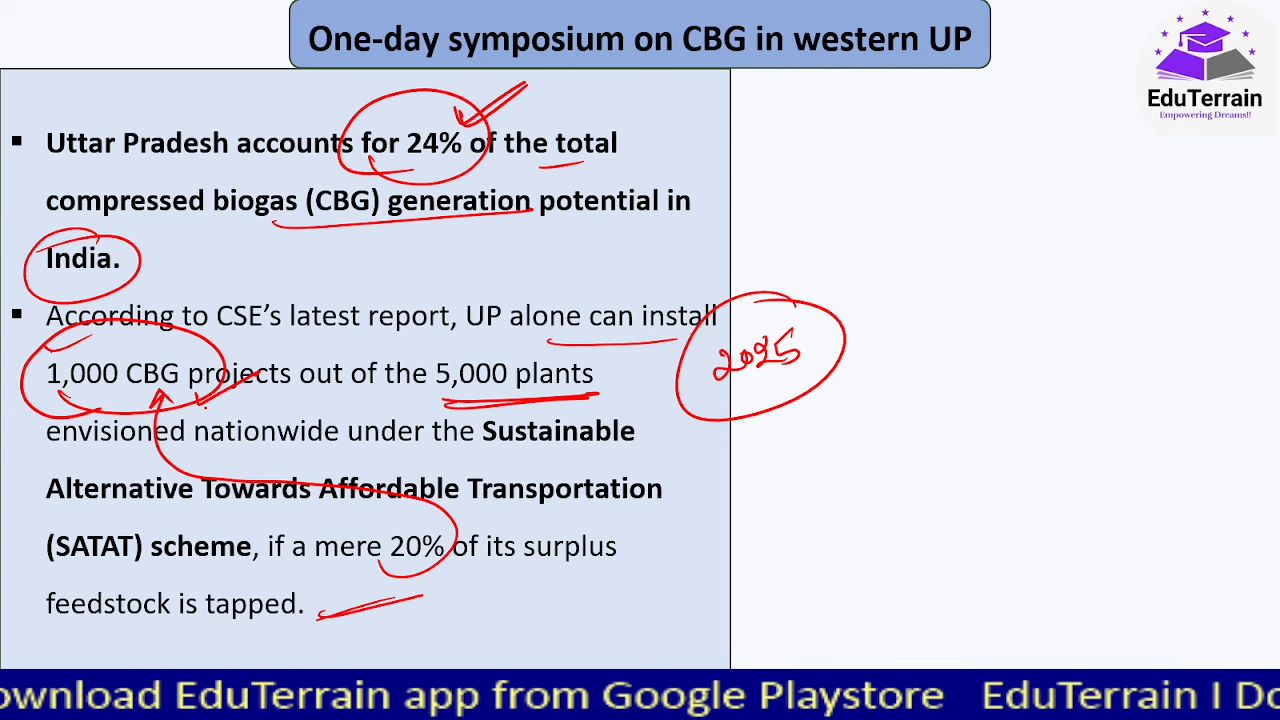 One-day symposium on CBG in western UP
EduTerrain
Empowering Dreams!!
▪ Uttar Pradesh accounts for 24% of the total
compressed biogas (CBG) generation potential in
India.
▪ According to CSE’s latest report, UP alone can install
1,000 CBG projects out of the 5,000 plants
2025
envisioned nationwide under the Sustainable
Alternative Towards Affordable Transportation
(SATAT) scheme, if a mere 20% of its surplus
feedstock is tapped.
ownload EduTerrain app from Google Playstore EduTerrain I Do